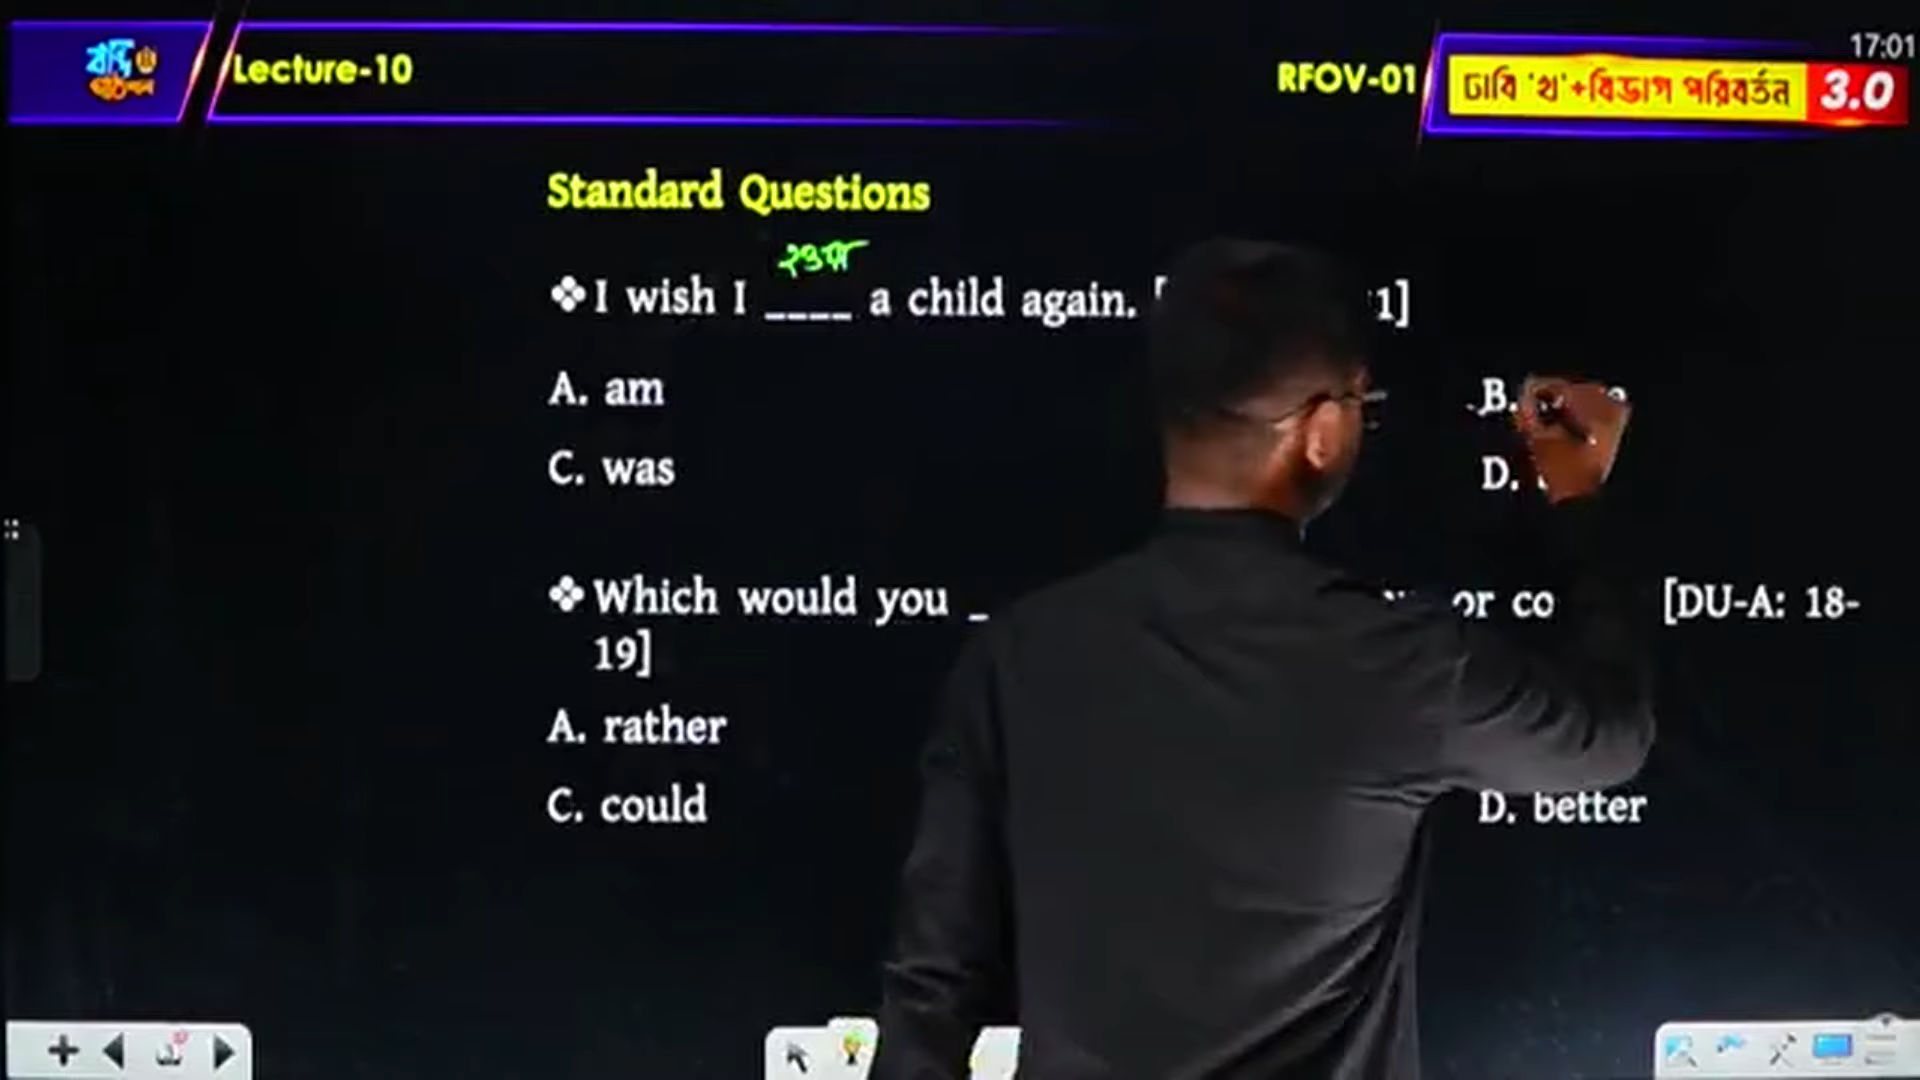 17:01
Lecture-10
RFOV-01
ঢাবি 'খ'+বিভাগ পরিবর্তন 3.0
Standard Questions
❖I wish I ____ a child again. [ 1]
A. am
B.
C. was
D.
❖Which would you _ or co [DU-A: 18-
19]
A. rather
C. could
D. better